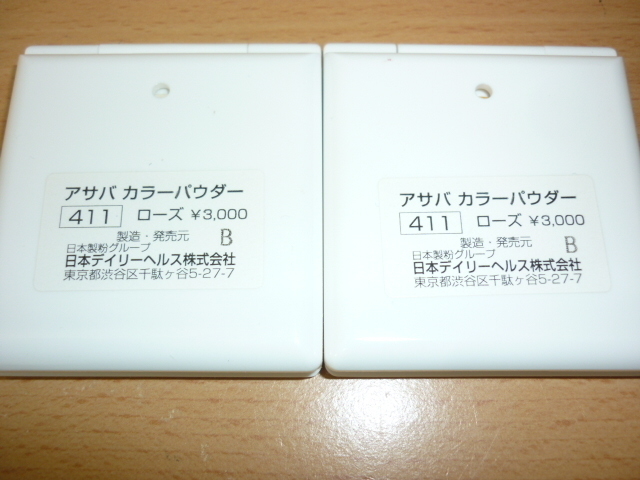 アサバ カラーパウダー
411 ローズ ¥3,000
製造・発売元 B
日本製粉グループ
日本デイリーヘルス株式会社
東京都渋谷区千駄ヶ谷5-27-7
アサバ カラーパウダー
411 ローズ ¥3,000
製造・発売元 B
日本製粉グループ
日本デイリーヘルス株式会社
東京都渋谷区千駄ヶ谷5-27-7